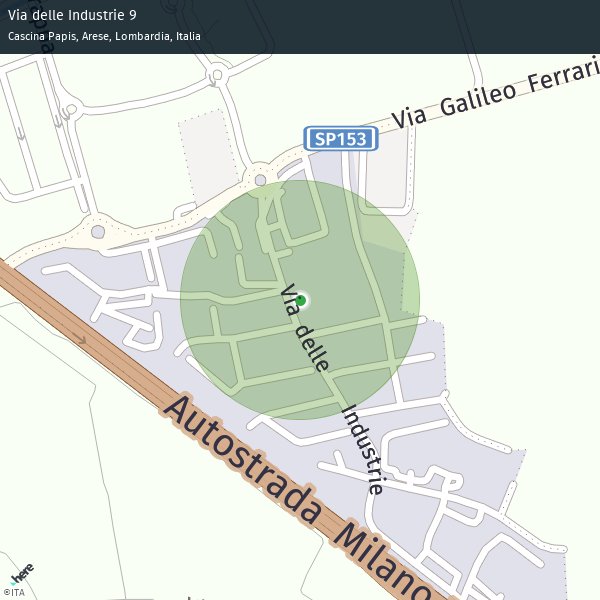 Via delle Industrie 9
Cascina Papis, Arese, Lombardia, Italia
Via Galileo Ferrari
SP153
Via delle Industrie
Autostrada Milano
here
©ITA